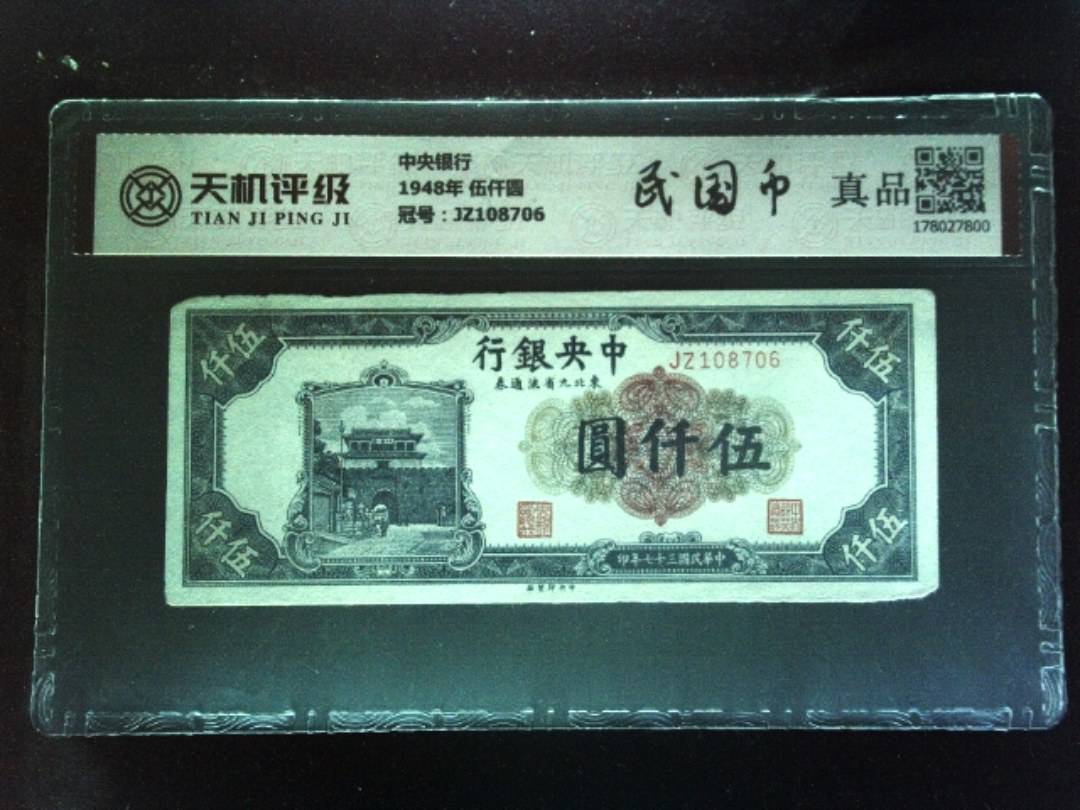 天机评级
TIAN JI PING JI
中央银行
1948年 伍仟圆
冠号：JZ108706
民国币
真品
178027800
伍仟
伍仟
行銀央中
JZ108706
券通流省九北東
圓仟伍
伍仟
伍仟
印年七十三國民華中